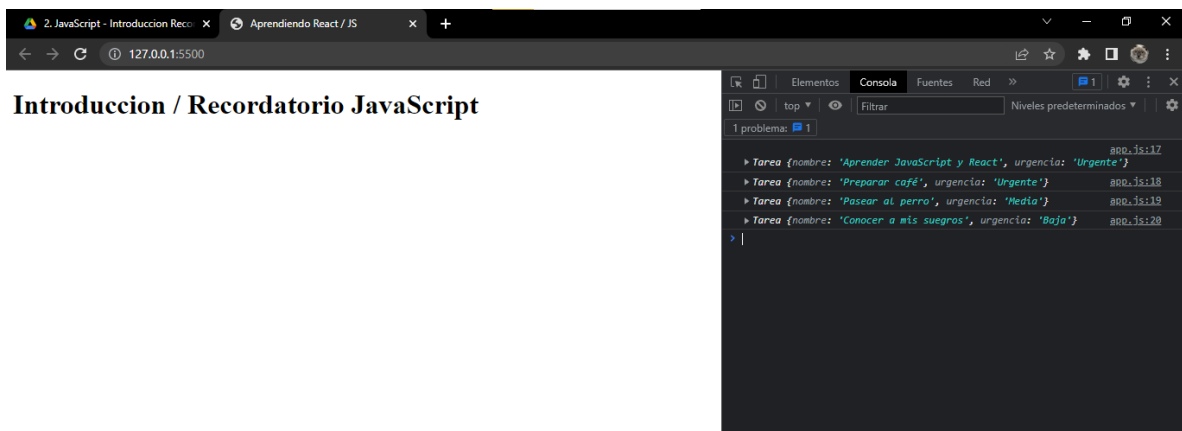 2. JavaScript - Introduccion Reco
Aprendiendo React / JS
127.0.0.1:5500
Introduccion / Recordatorio JavaScript
Elementos Consola Fuentes Red » 1
top ▼ Filtrar Niveles predeterminados ▼
1 problema: 1
app.js:17
▶ Tarea {nombre: 'Aprender JavaScript y React', urgencia: 'Urgente'}
▶ Tarea {nombre: 'Preparar café', urgencia: 'Urgente'} app.js:18
▶ Tarea {nombre: 'Pasear al perro', urgencia: 'Media'} app.js:19
▶ Tarea {nombre: 'Conocer a mis suegros', urgencia: 'Baja'} app.js:20
>